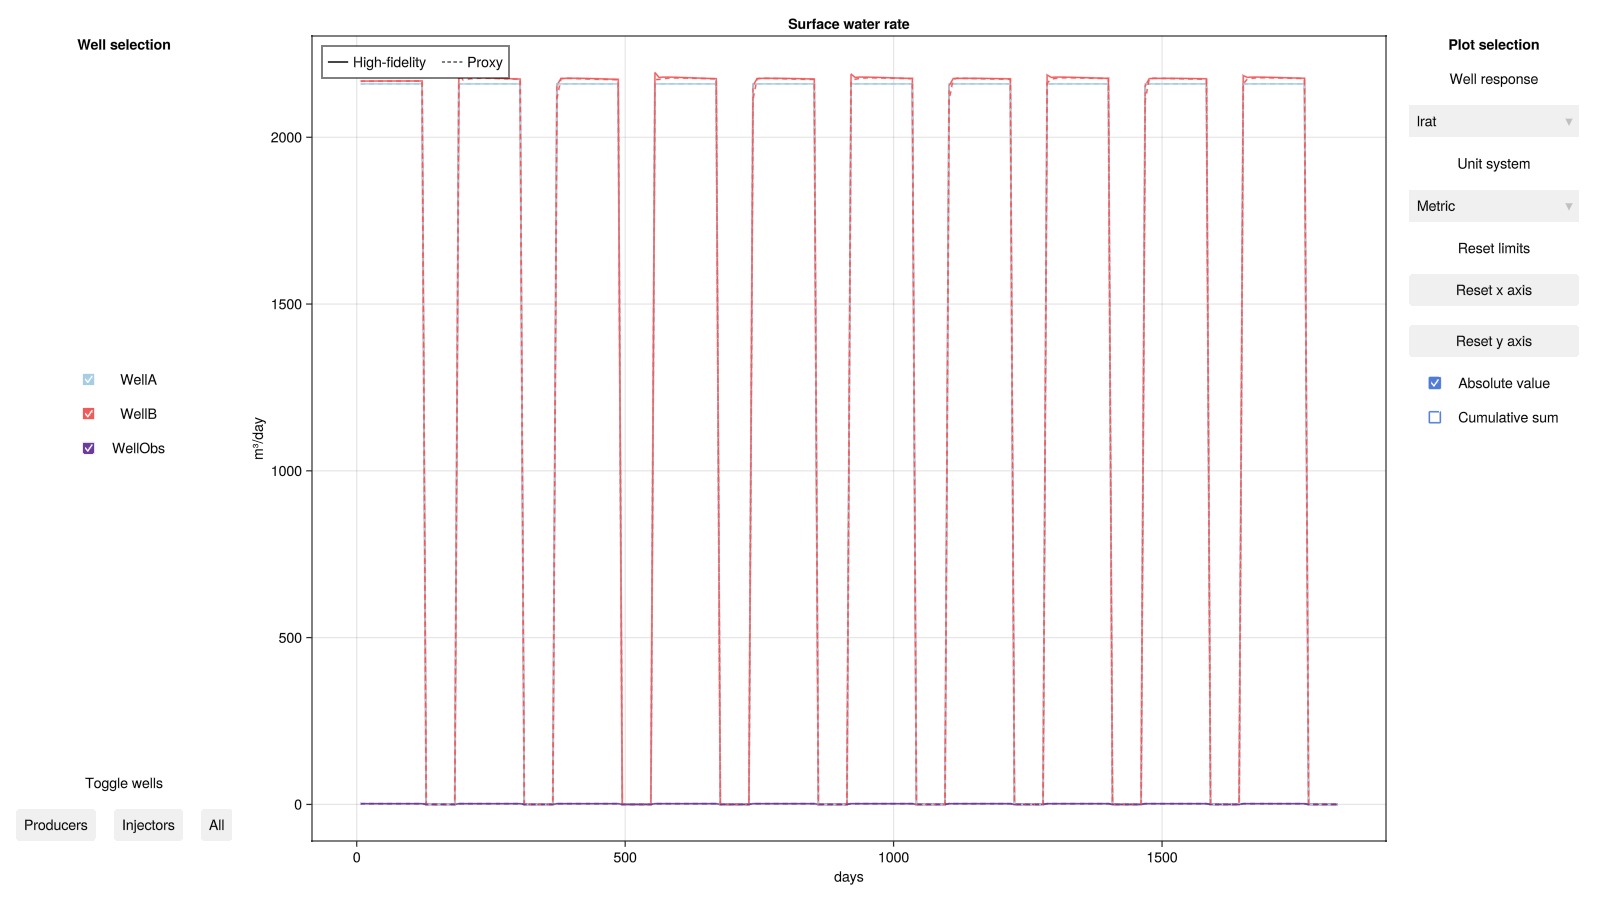 Surface water rate
Well selection
WellA
WellB
WellObs
Toggle wells
Producers Injectors All
High-fidelity Proxy
2000
1500
1000
500
0
m³/day
0 500 1000 1500
days
Plot selection
Well response
lrat
Unit system
Metric
Reset limits
Reset x axis
Reset y axis
Absolute value
Cumulative sum